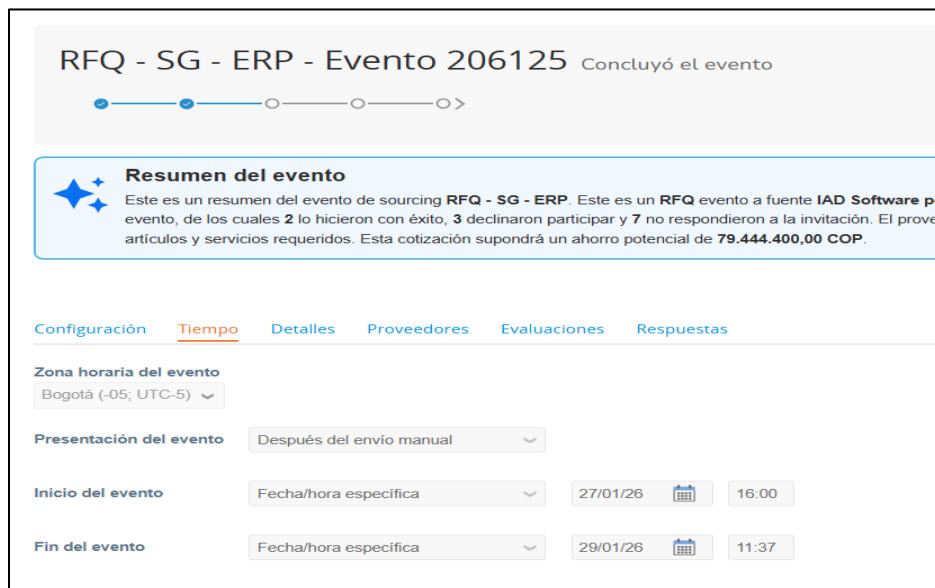 RFQ - SG - ERP - Evento 206125 Concluyó el evento
Resumen del evento
Este es un resumen del evento de sourcing RFQ - SG - ERP. Este es un RFQ evento a fuente IAD Software
evento, de los cuales 2 lo hicieron con éxito, 3 declinaron participar y 7 no respondieron a la invitación. El
artículos y servicios requeridos. Esta cotización supondrá un ahorro potencial de 79.444.400,00 COP.
Configuración Tiempo Detalles Proveedores Evaluaciones Respuestas
Zona horaria del evento
Bogotá (-05; UTC-5)
Presentación del evento Después del envío manual
Inicio del evento Fecha/hora específica 27/01/26 16:00
Fin del evento Fecha/hora específica 29/01/26 11:37